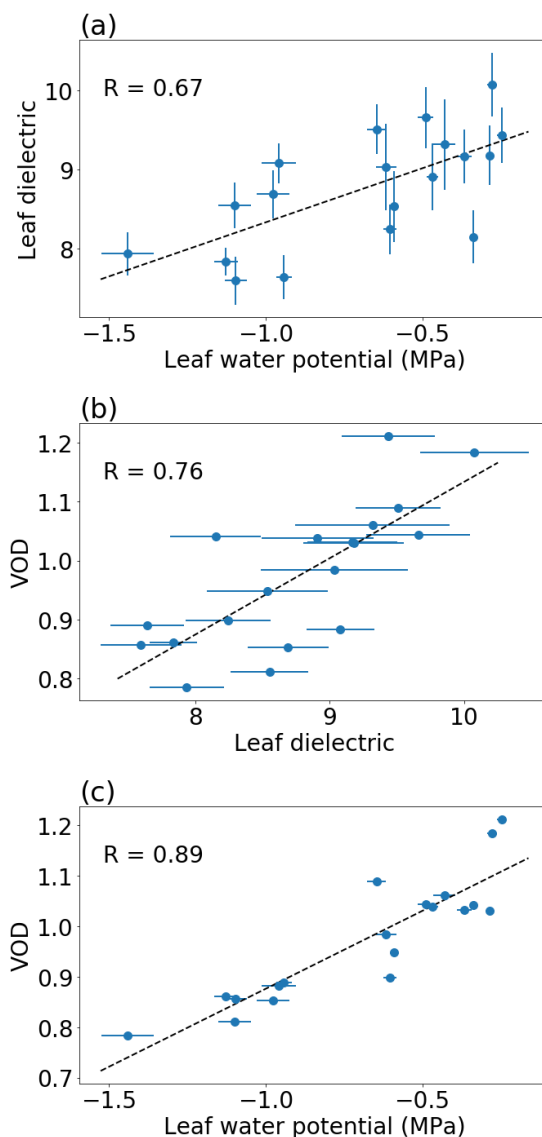 (a)
R = 0.67
10
9
8
Leaf dielectric
−1.5
−1.0
−0.5
Leaf water potential (MPa)
(b)
1.2
R = 0.76
1.1
1.0
0.9
0.8
VOD
8
9
10
Leaf dielectric
(c)
1.2
R = 0.89
1.1
1.0
0.9
0.8
0.7
VOD
−1.5
−1.0
−0.5
Leaf water potential (MPa)